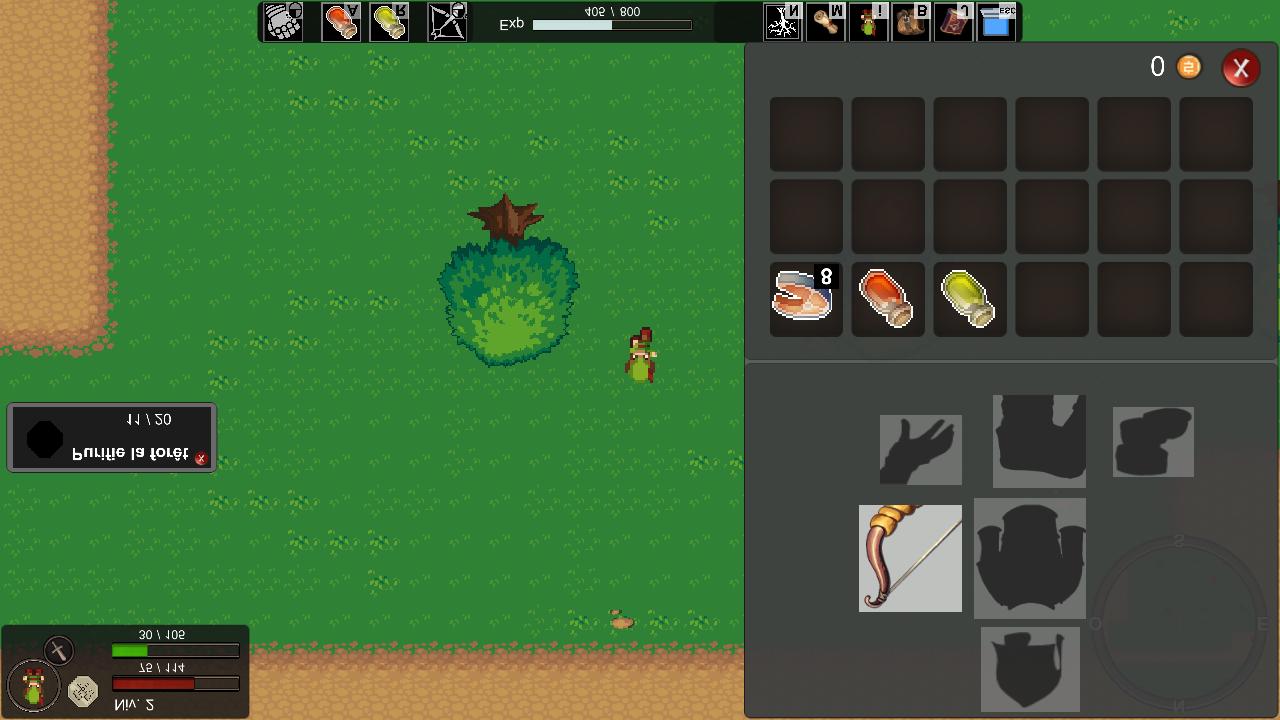 A
R
Exp
405 / 800
N
M
I
B
J
ESC
0
X
8
11 / 20
Purifie la forêt
X
S
O
E
N
30 / 105
75 / 114
Niv. 2